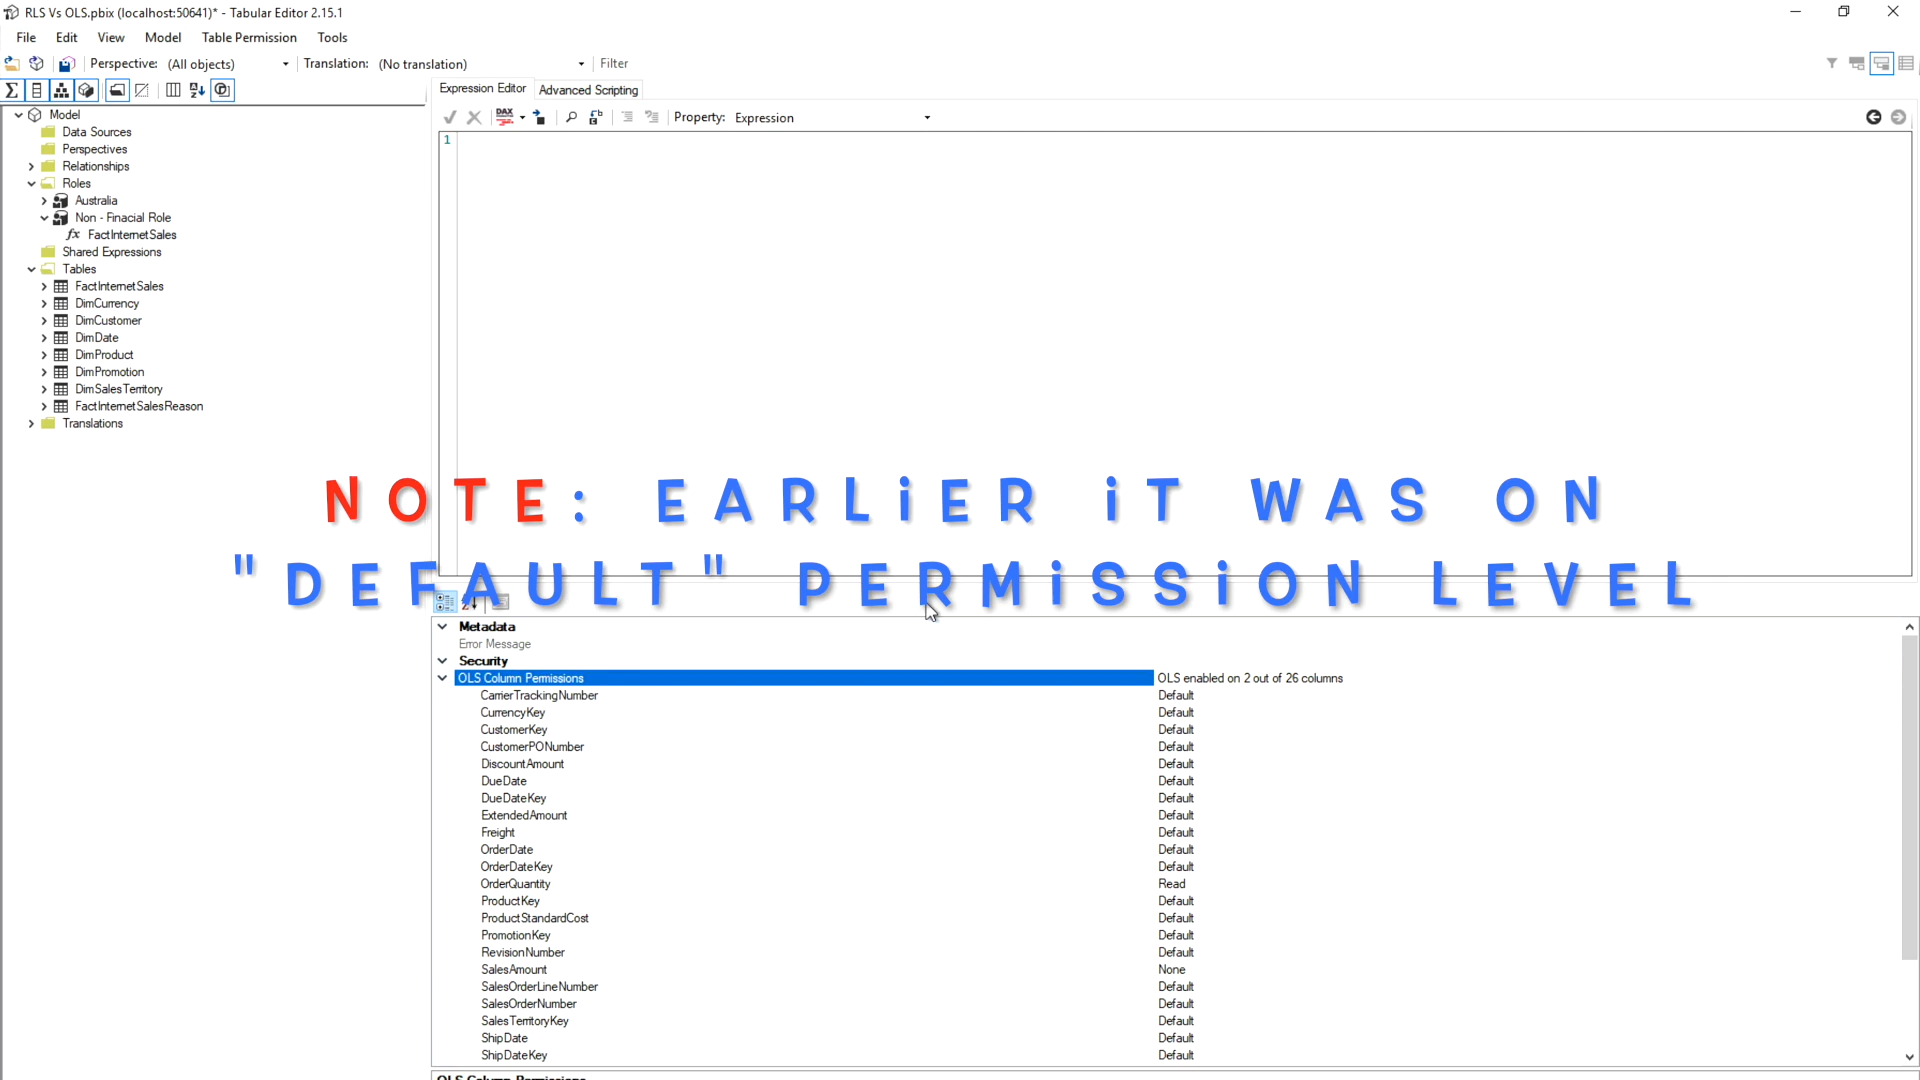 RLS Vs OLS.pbix (localhost:50641)* - Tabular Editor 2.15.1
File Edit View Model Table Permission Tools
Perspective: (All objects) Translation: (No translation) Filter
Expression Editor Advanced Scripting
DAX Property: Expression
1
Model
Data Sources
Perspectives
Relationships
Roles
Australia
Non - Finacial Role
fx FactInternetSales
Shared Expressions
Tables
FactInternetSales
DimCurrency
DimCustomer
DimDate
DimProduct
DimPromotion
DimSalesTerritory
FactInternetSalesReason
Translations
NOTE: EARLiER iT WAS ON
"DEFAULT" PERMiSSiON LEVEL
Metadata
Error Message
Security
OLS Column Permissions OLS enabled on 2 out of 26 columns
CarrierTrackingNumber Default
CurrencyKey Default
CustomerKey Default
CustomerPONumber Default
DiscountAmount Default
DueDate Default
DueDateKey Default
ExtendedAmount Default
Freight Default
OrderDate Default
OrderDateKey Default
OrderQuantity Read
ProductKey Default
ProductStandardCost Default
PromotionKey Default
RevisionNumber Default
SalesAmount None
SalesOrderLineNumber Default
SalesOrderNumber Default
SalesTerritoryKey Default
ShipDate Default
ShipDateKey Default
OLS Column Permissions